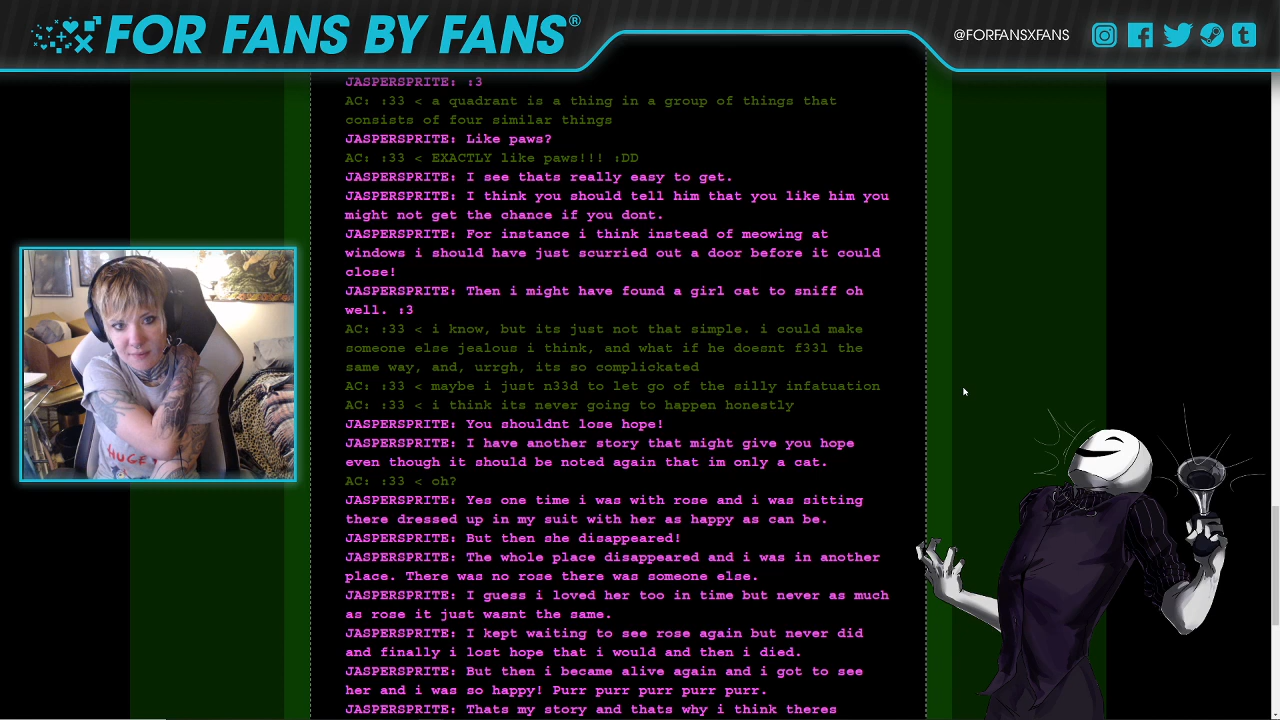 FOR FANS BY FANS®
@FORFANSXFANS
JASPERSPRITE: :3
AC: :33 < a quadrant is a thing in a group of things that
consists of four similar things
JASPERSPRITE: Like paws?
AC: :33 < EXACTLY like paws!!! :DD
JASPERSPRITE: I see thats really easy to get.
JASPERSPRITE: I think you should tell him that you like him you
might not get the chance if you dont.
JASPERSPRITE: For instance i think instead of meowing at
windows i should have just scurried out a door before it could
close!
JASPERSPRITE: Then i might have found a girl cat to sniff oh
well. :3
AC: :33 < i know, but its just not that simple. i could make
someone else jealous i think, and what if he doesnt f33l the
same way, and, urrgh, its so complickated
AC: :33 < maybe i just n33d to let go of the silly infatuation
AC: :33 < i think its never going to happen honestly
JASPERSPRITE: You shouldnt lose hope!
JASPERSPRITE: I have another story that might give you hope
even though it should be noted again that im only a cat.
AC: :33 < oh?
JASPERSPRITE: Yes one time i was with rose and i was sitting
there dressed up in my suit with her as happy as can be.
JASPERSPRITE: But then she disappeared!
JASPERSPRITE: The whole place disappeared and i was in another
place. There was no rose there was someone else.
JASPERSPRITE: I guess i loved her too in time but never as much
as rose it just wasnt the same.
JASPERSPRITE: I kept waiting to see rose again but never did
and finally i lost hope that i would and then i died.
JASPERSPRITE: But then i became alive again and i got to see
her and i was so happy! Purr purr purr purr purr.
JASPERSPRITE: Thats my story and thats why i think theres
HUGE